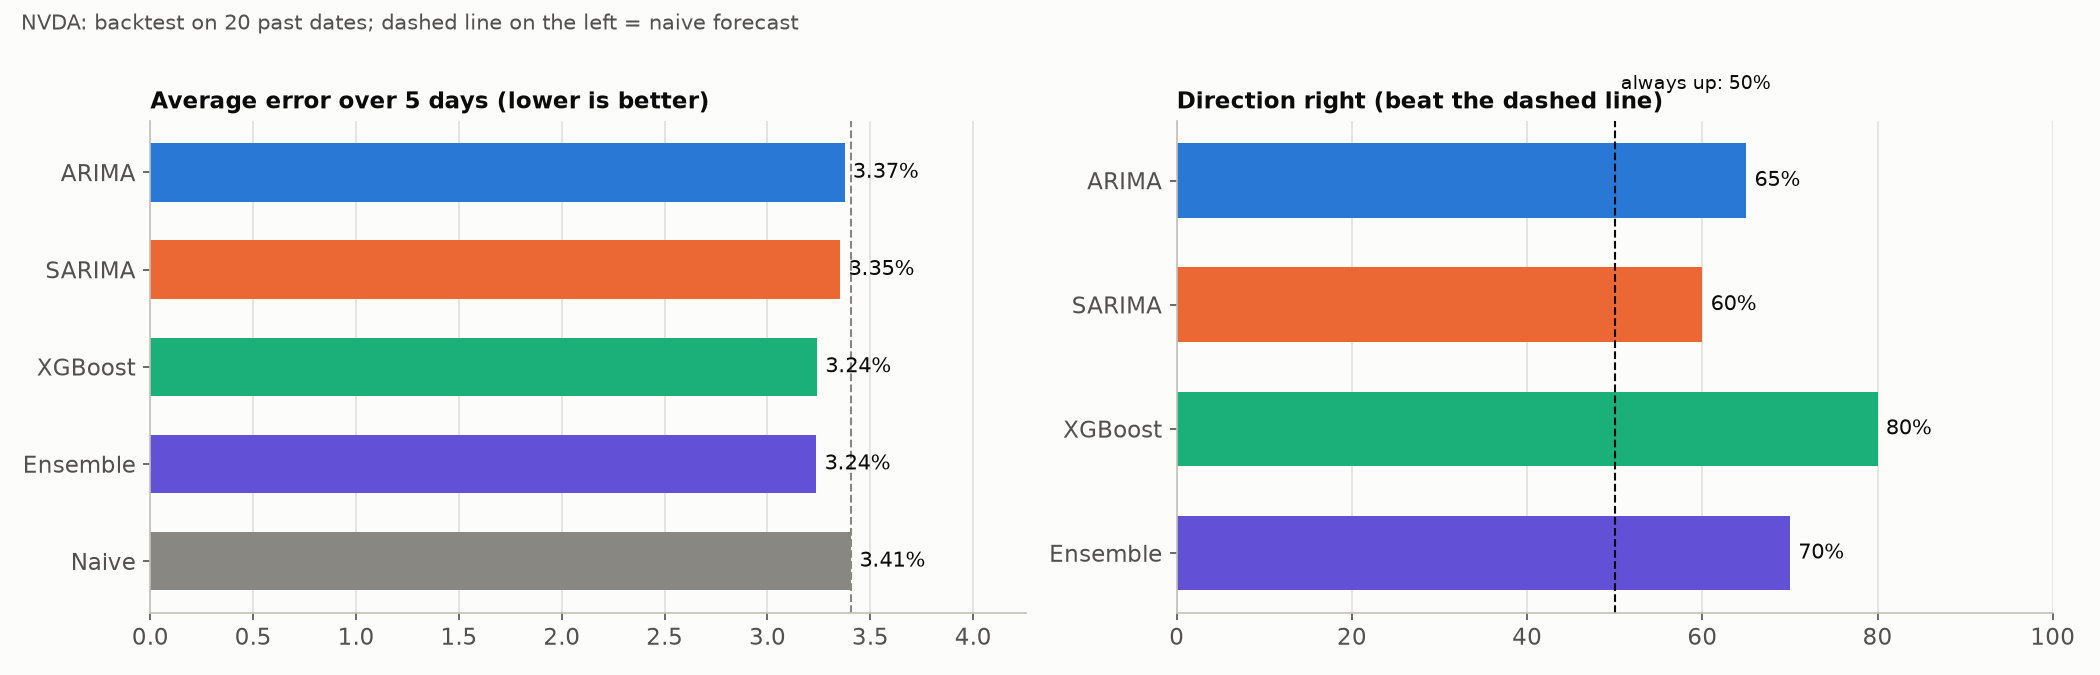 NVDA: backtest on 20 past dates; dashed line on the left = naive forecast
Average error over 5 days (lower is better)
ARIMA
3.37%
SARIMA
3.35%
XGBoost
3.24%
Ensemble
3.24%
Naive
3.41%
0.0 0.5 1.0 1.5 2.0 2.5 3.0 3.5 4.0
always up: 50%
Direction right (beat the dashed line)
ARIMA
65%
SARIMA
60%
XGBoost
80%
Ensemble
70%
0 20 40 60 80 100